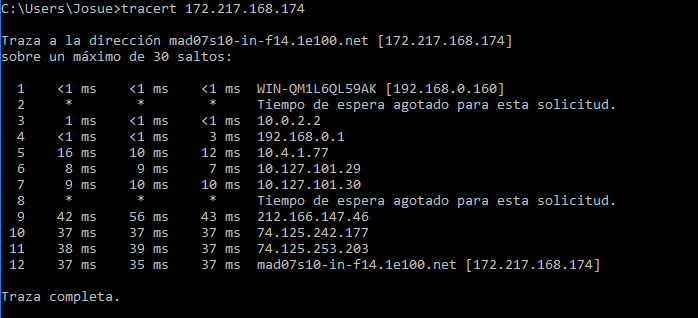 C:\Users\Josue>tracert 172.217.168.174
Traza a la dirección mad07s10-in-f14.1e100.net [172.217.168.174]
sobre un máximo de 30 saltos:
1 <1 ms <1 ms <1 ms WIN-QM1L6QL59AK [192.168.0.160]
2 * * * Tiempo de espera agotado para esta solicitud.
3 1 ms <1 ms <1 ms 10.0.2.2
4 <1 ms <1 ms 3 ms 192.168.0.1
5 16 ms 10 ms 12 ms 10.4.1.77
6 8 ms 9 ms 7 ms 10.127.101.29
7 9 ms 10 ms 10 ms 10.127.101.30
8 * * * Tiempo de espera agotado para esta solicitud.
9 42 ms 56 ms 43 ms 212.166.147.46
10 37 ms 37 ms 37 ms 74.125.242.177
11 38 ms 39 ms 37 ms 74.125.253.203
12 37 ms 35 ms 37 ms mad07s10-in-f14.1e100.net [172.217.168.174]
Traza completa.